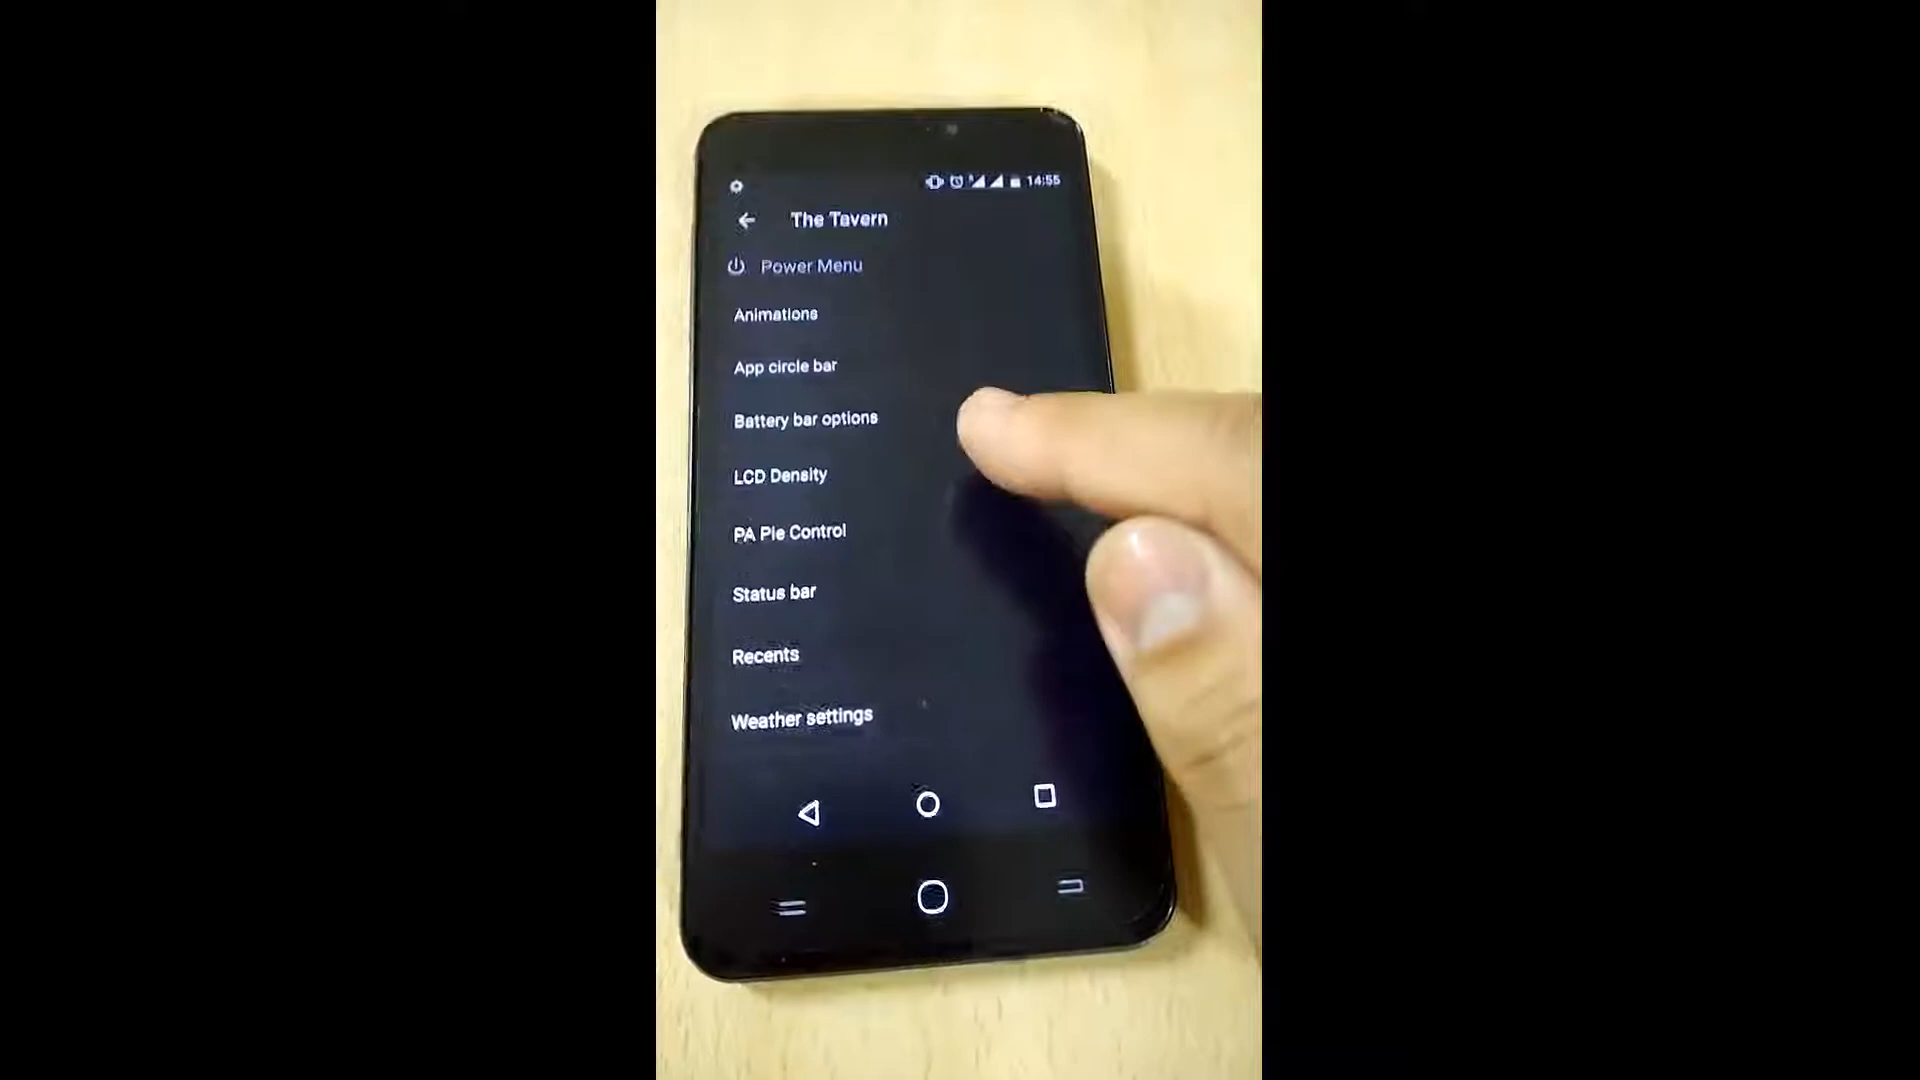 14:55
The Tavern
Power Menu
Animations
App circle bar
Battery bar options
LCD Density
PA Pie Control
Status bar
Recents
Weather settings